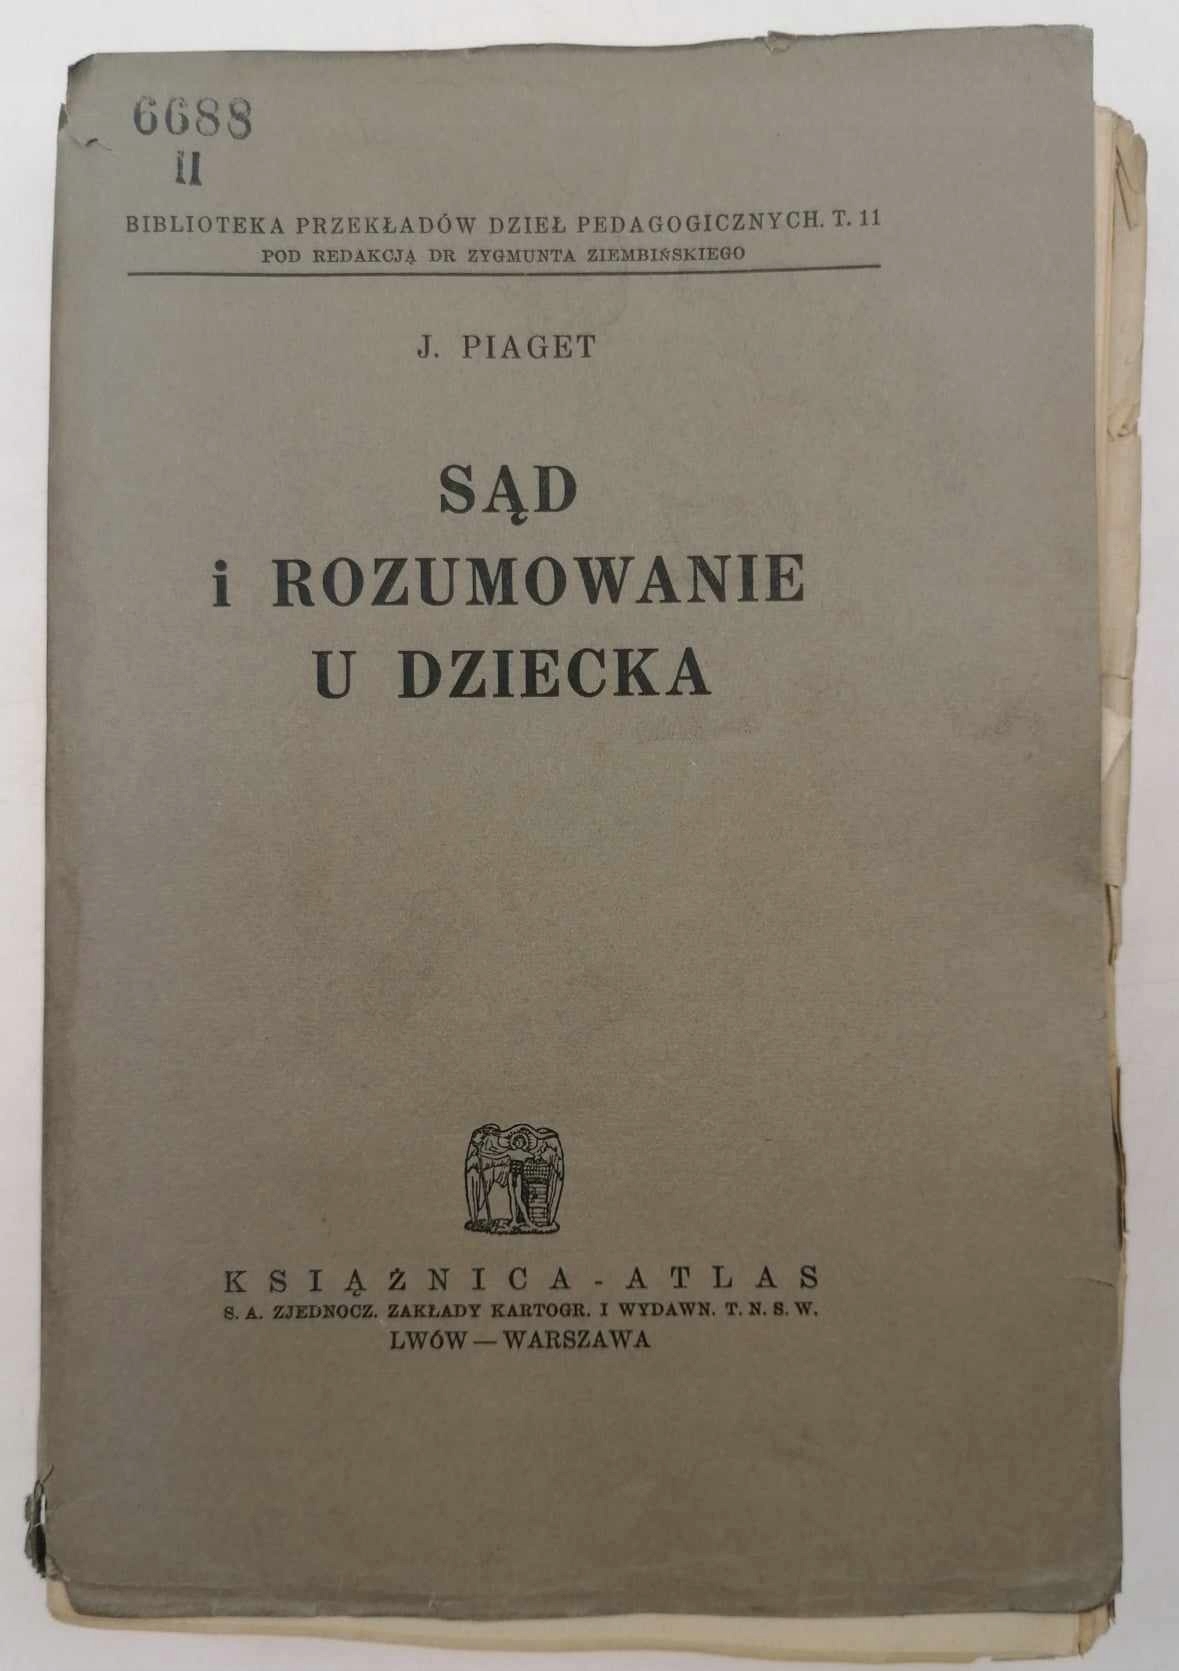 6688
II
BIBLIOTEKA PRZEKŁADÓW DZIEŁ PEDAGOGICZNYCH. T. 11
POD REDAKCJĄ DR ZYGMUNTA ZIEMBIŃSKIEGO
J. PIAGET
SĄD
i ROZUMOWANIE
U DZIECKA
KSIĄŻNICA-ATLAS
S. A. ZJEDNOCZ. ZAKŁADY KARTOGR. I WYDAWN. T. N. S. W.
LWÓW — WARSZAWA